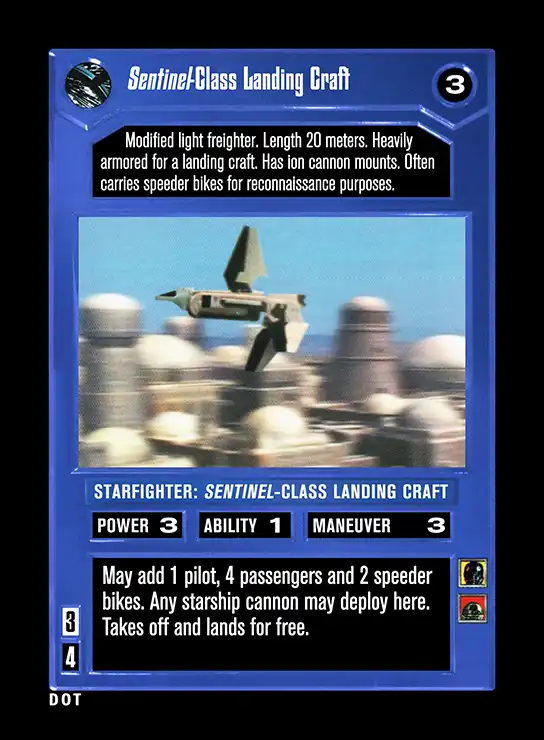 Sentinel-Class Landing Craft
3
Modified light freighter. Length 20 meters. Heavily
armored for a landing craft. Has ion cannon mounts. Often
carries speeder bikes for reconnaissance purposes.
STARFIGHTER: SENTINEL-CLASS LANDING CRAFT
POWER 3 ABILITY 1 MANEUVER 3
May add 1 pilot, 4 passengers and 2 speeder
bikes. Any starship cannon may deploy here.
Takes off and lands for free.
3
4
DOT